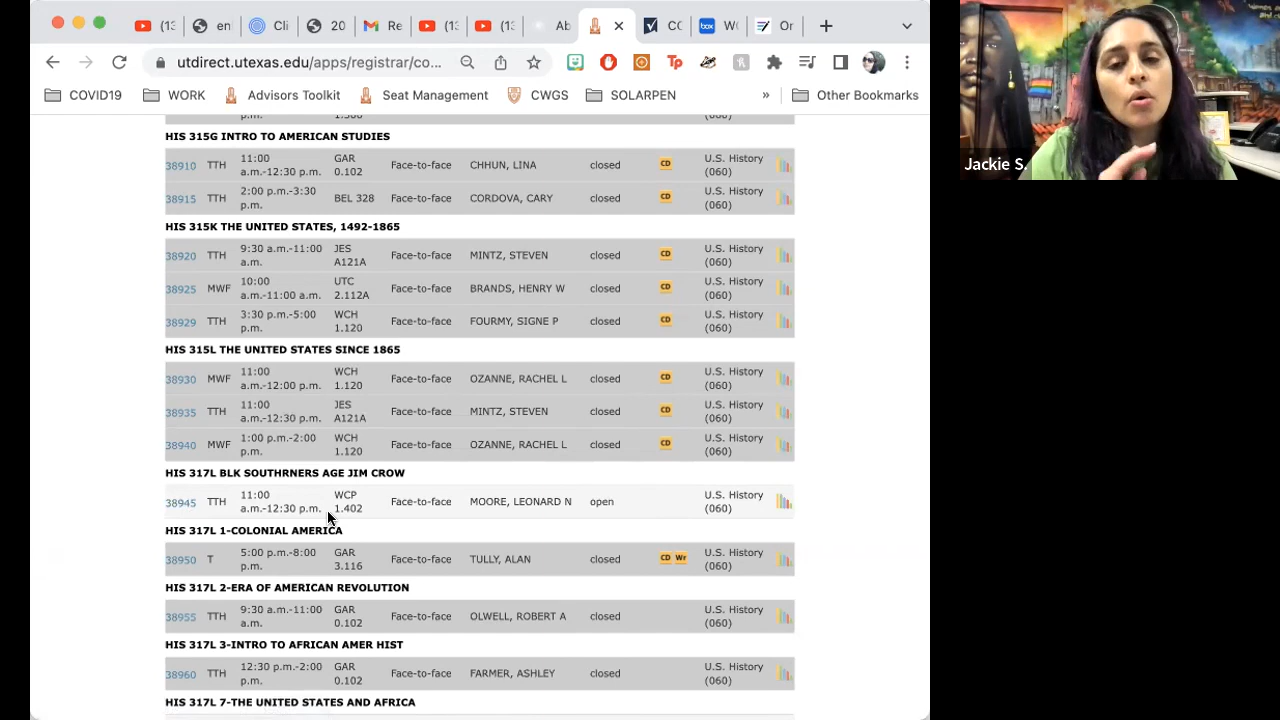 (13
en
Cli
20
M Re
(13
(13
Ab
CC
box
W
Or
utdirect.utexas.edu/apps/registrar/co...
Tp
COVID19
WORK
Advisors Toolkit
Seat Management
CWGS
SOLARPEN
»
Other Bookmarks
p.m.
HIS 315G INTRO TO AMERICAN STUDIES
38910 TTH 11:00 a.m.-12:30 p.m. GAR 0.102 Face-to-face CHHUN, LINA closed CD U.S. History (060)
38915 TTH 2:00 p.m.-3:30 p.m. BEL 328 Face-to-face CORDOVA, CARY closed CD U.S. History (060)
HIS 315K THE UNITED STATES, 1492-1865
38920 TTH 9:30 a.m.-11:00 a.m. JES A121A Face-to-face MINTZ, STEVEN closed CD U.S. History (060)
38925 MWF 10:00 a.m.-11:00 a.m. UTC 2.112A Face-to-face BRANDS, HENRY W closed CD U.S. History (060)
38929 TTH 3:30 p.m.-5:00 p.m. WCH 1.120 Face-to-face FOURMY, SIGNE P closed CD U.S. History (060)
HIS 315L THE UNITED STATES SINCE 1865
38930 MWF 11:00 a.m.-12:00 p.m. WCH 1.120 Face-to-face OZANNE, RACHEL L closed CD U.S. History (060)
38935 TTH 11:00 a.m.-12:30 p.m. JES A121A Face-to-face MINTZ, STEVEN closed CD U.S. History (060)
38940 MWF 1:00 p.m.-2:00 p.m. WCH 1.120 Face-to-face OZANNE, RACHEL L closed CD U.S. History (060)
HIS 317L BLK SOUTHRNERS AGE JIM CROW
38945 TTH 11:00 a.m.-12:30 p.m. WCP 1.402 Face-to-face MOORE, LEONARD N open U.S. History (060)
HIS 317L 1-COLONIAL AMERICA
38950 T 5:00 p.m.-8:00 p.m. GAR 3.116 Face-to-face TULLY, ALAN closed CD Wr U.S. History (060)
HIS 317L 2-ERA OF AMERICAN REVOLUTION
38955 TTH 9:30 a.m.-11:00 a.m. GAR 0.102 Face-to-face OLWELL, ROBERT A closed U.S. History (060)
HIS 317L 3-INTRO TO AFRICAN AMER HIST
38960 TTH 12:30 p.m.-2:00 p.m. GAR 0.102 Face-to-face FARMER, ASHLEY closed U.S. History (060)
HIS 317L 7-THE UNITED STATES AND AFRICA
Jackie S.